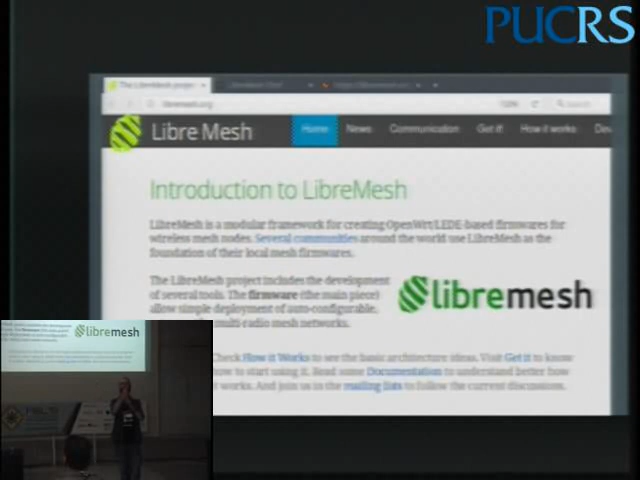 PUCRS
The LibreMesh project
libremesh.org
Search
Libre Mesh
Home News Communication Get it! How it works Dev
Introduction to LibreMesh
LibreMesh is a modular framework for creating OpenWrt/LEDE-based firmwares for
wireless mesh nodes. Several communities around the world use LibreMesh as the
foundation of their local mesh firmwares.
The LibreMesh project includes the development
of several tools. The firmware (the main piece)
allow simple deployment of auto-configurable,
multi-radio mesh networks.
libremesh
Check How it Works to see the basic architecture ideas. Visit Get it to know
how to start using it. Read some Documentation to understand better how
it works. And join us in the mailing lists to follow the current discussion.
libremesh